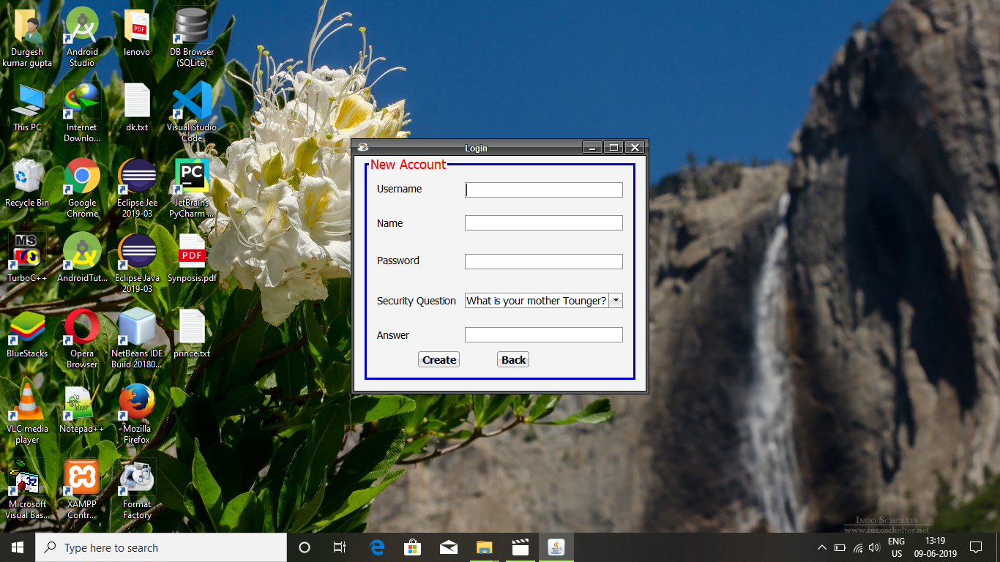 Durgesh
kumar gupta
Android
Studio
lenovo
DB Browser
(SQLite)
This PC
Internet
Downlo...
dk.txt
Visual Studio
Code
Recycle Bin
Google
Chrome
Eclipse Jee
2019-03
PC
JetBrains
PyCharm ...
MS
TurboC++
AndroidTut...
Eclipse Java
2019-03
PDF
Synposis.pdf
BlueStacks
Opera
Browser
NetBeans IDE
Build 20180...
prince.txt
VLC media
player
Notepad++
Mozilla
Firefox
32
Microsoft
Visual Bas...
XAMPP
Contr...
Format
Factory
Login
New Account
Username
Name
Password
Security Question
What is your mother Tounger?
Answer
Create
Back
INGO SCHOLTES
www.ingoscholtes.net
Type here to search
ENG
US
13:19
09-06-2019